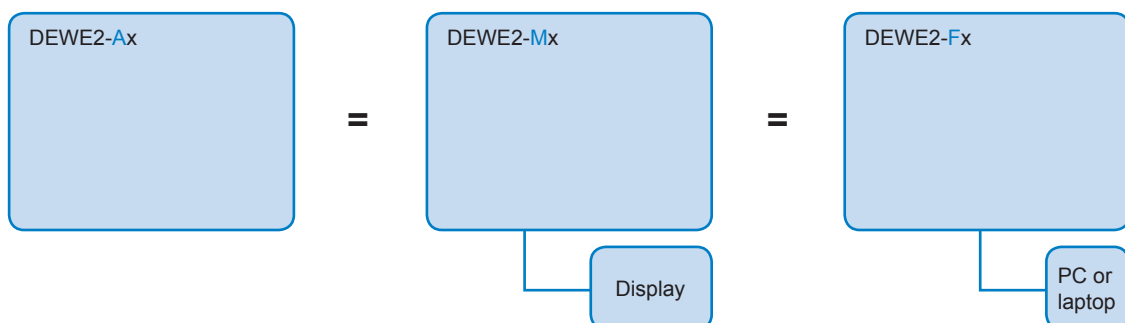 DEWE2-Ax
=
DEWE2-Mx
=
DEWE2-Fx
Display
PC or
laptop